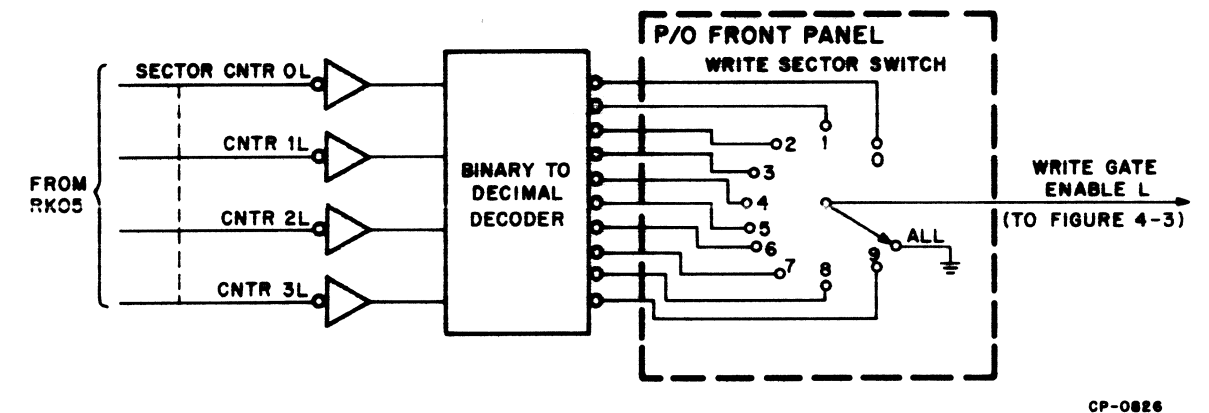 P/O FRONT PANEL
WRITE SECTOR SWITCH
SECTOR CNTR 0L
CNTR 1L
CNTR 2L
CNTR 3L
FROM
RK05
BINARY TO
DECIMAL
DECODER
0
1
2
3
4
5
6
7
8
9
ALL
WRITE GATE
ENABLE L
(TO FIGURE 4-3)
CP-0826